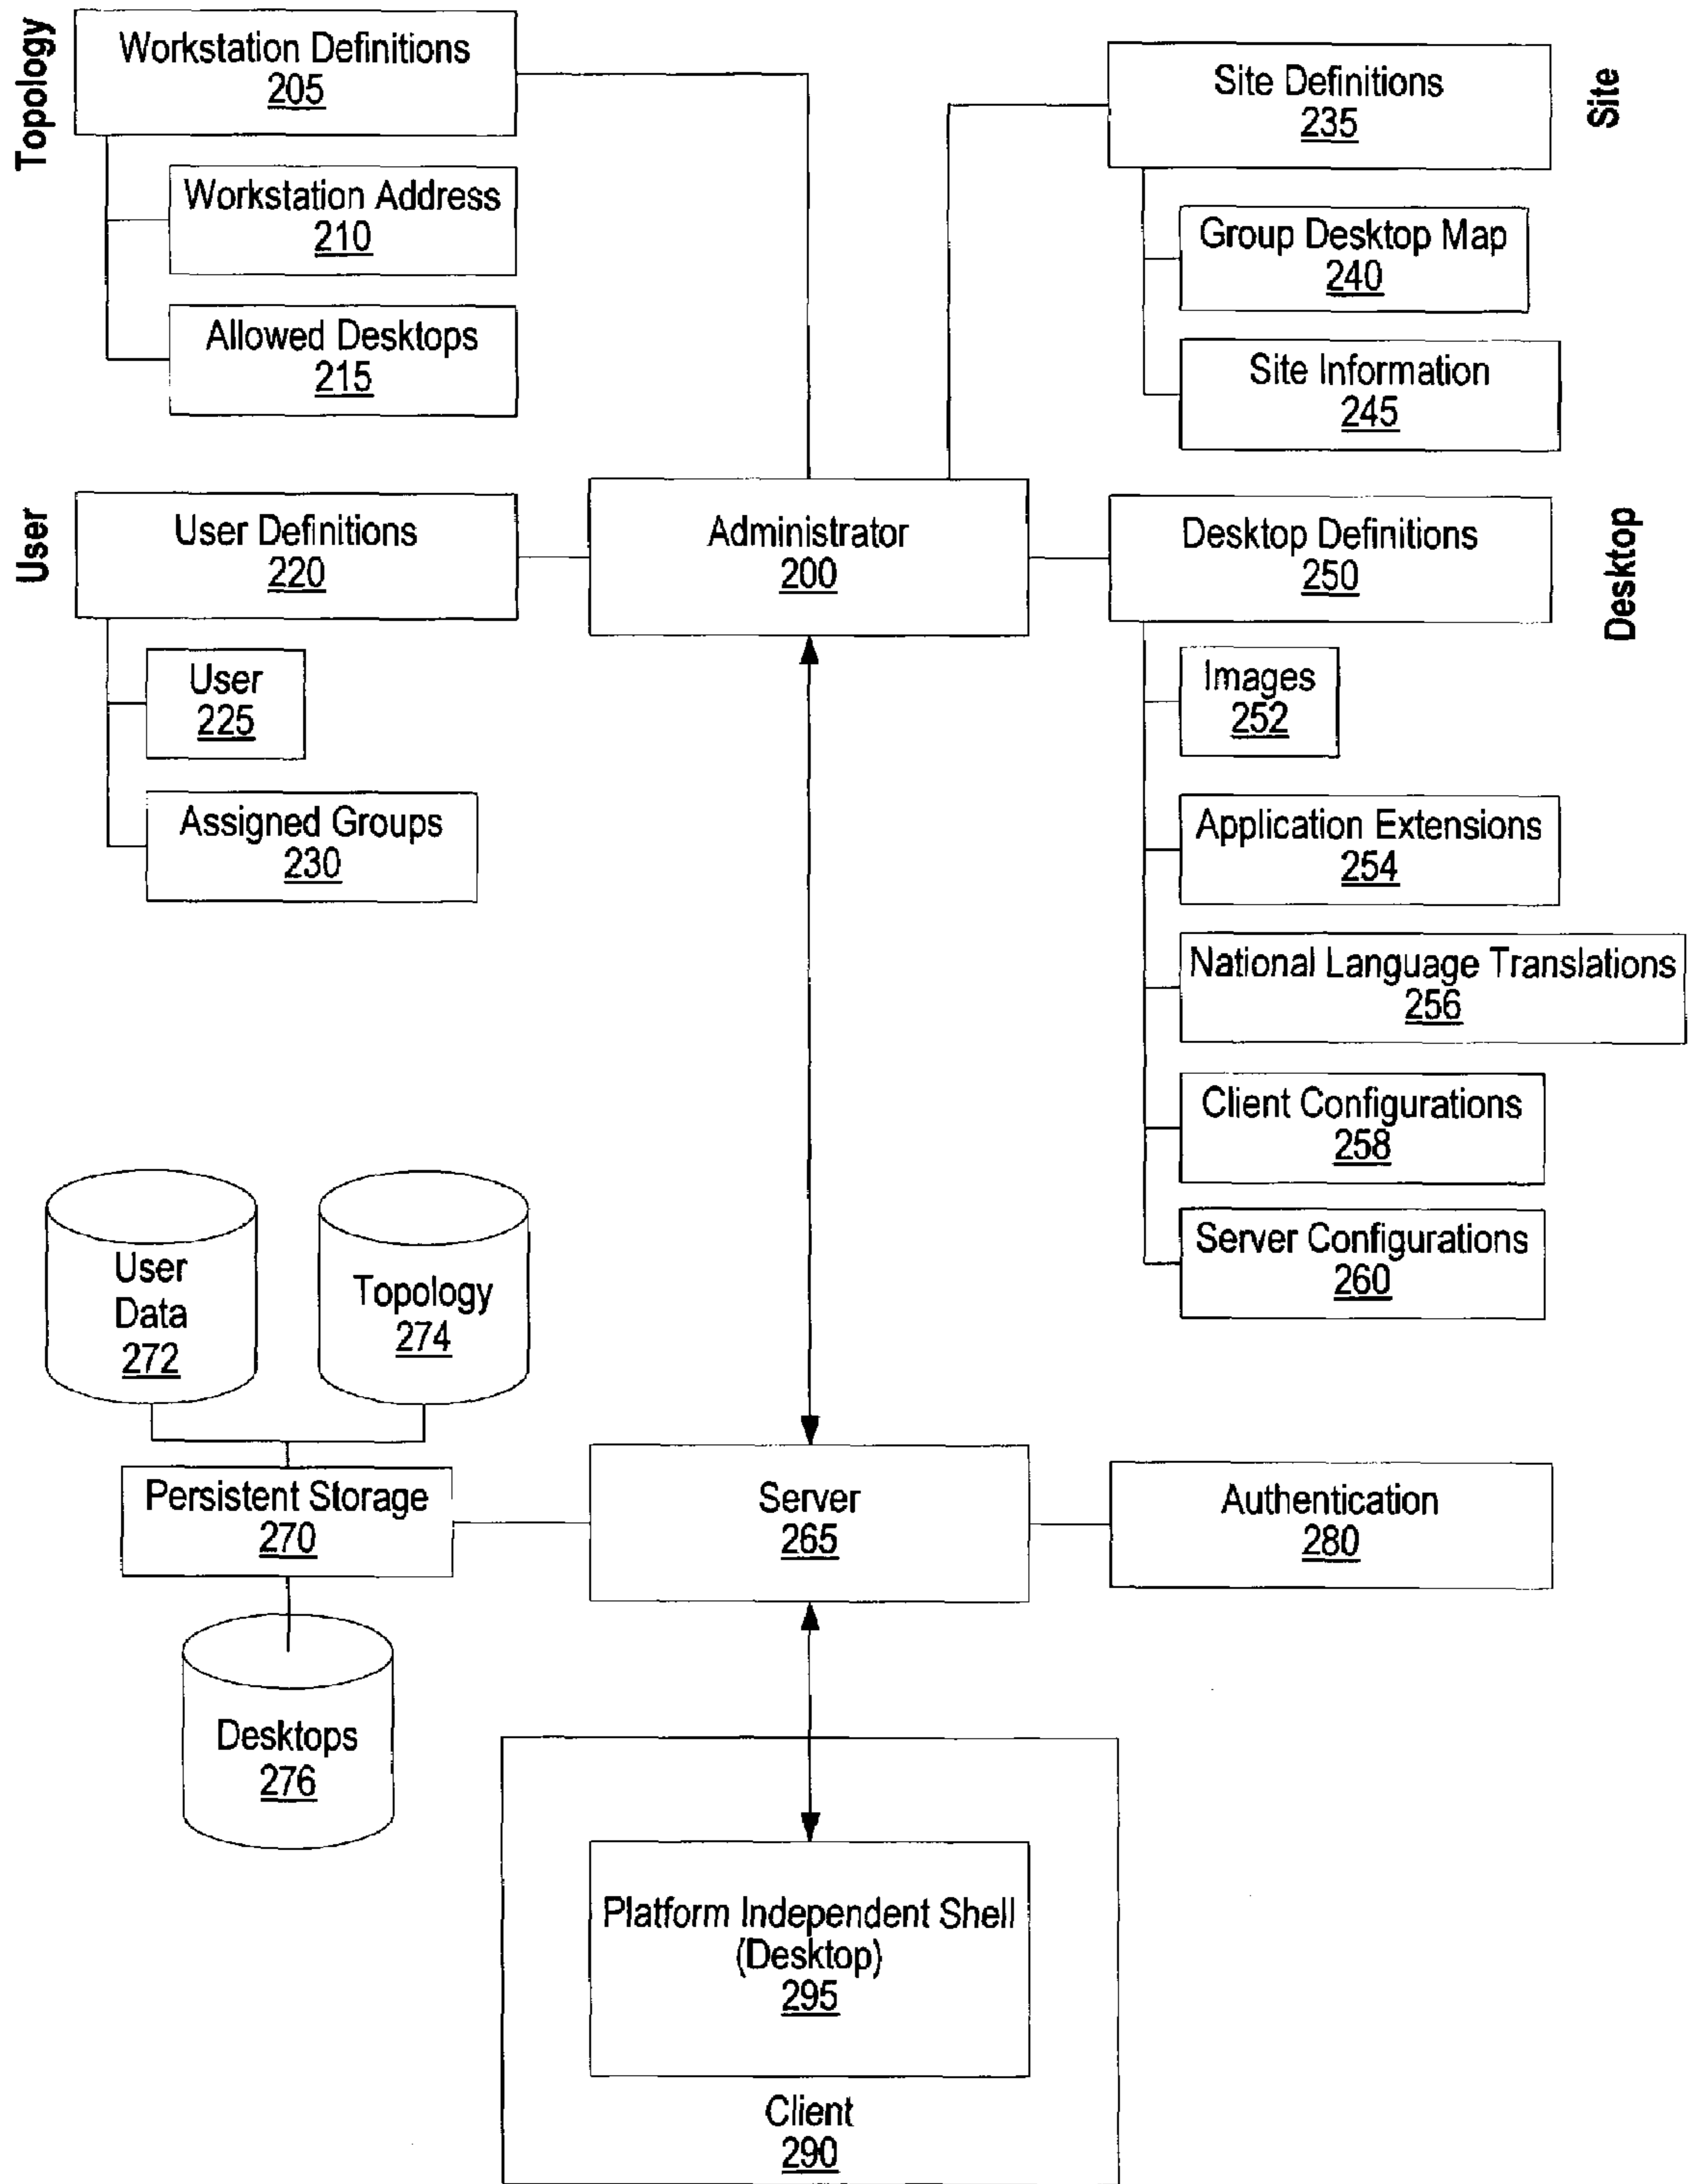 Topology
Workstation Definitions
205
Workstation Address
210
Allowed Desktops
215
Site
Site Definitions
235
Group Desktop Map
240
Site Information
245
User
User Definitions
220
User
225
Assigned Groups
230
Administrator
200
Desktop
Desktop Definitions
250
Images
252
Application Extensions
254
National Language Translations
256
Client Configurations
258
Server Configurations
260
User
Data
272
Topology
274
Persistent Storage
270
Desktops
276
Server
265
Authentication
280
Platform Independent Shell
(Desktop)
295
Client
290